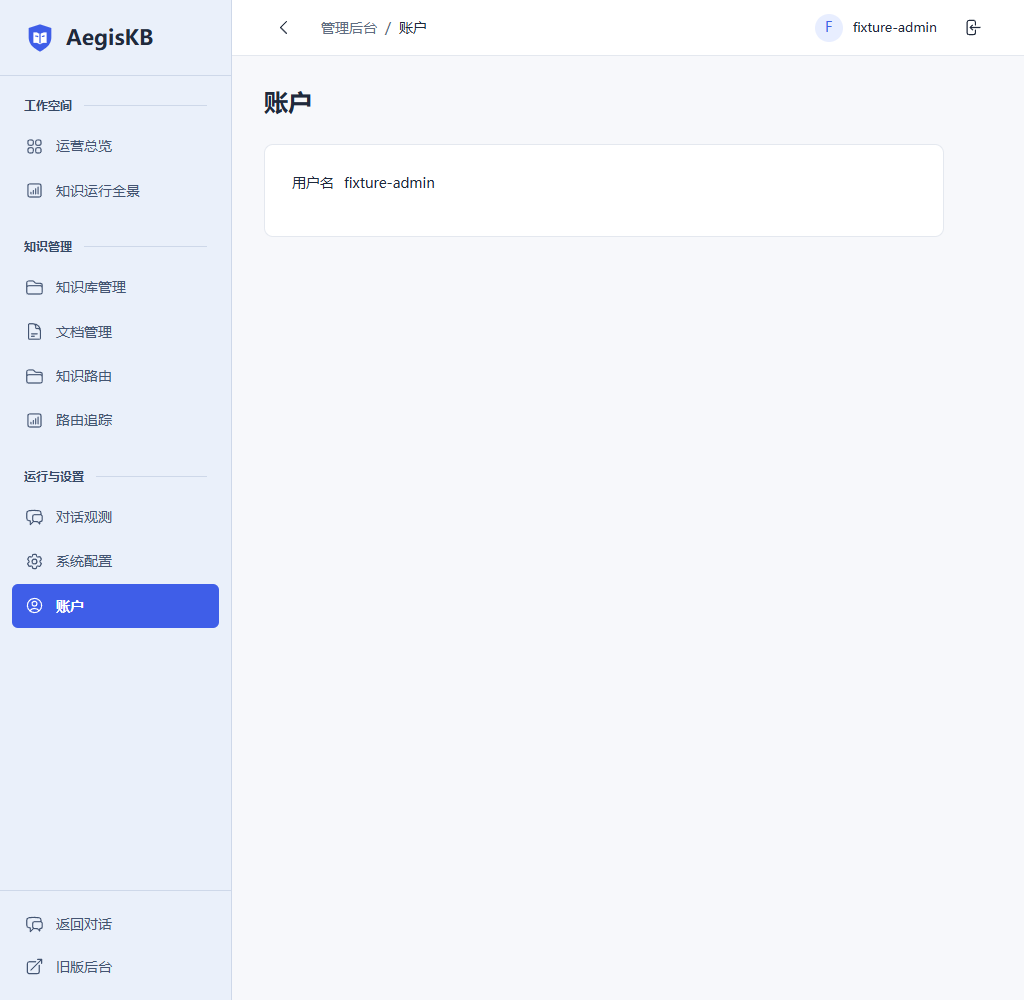 AegisKB
工作空间
运营总览
知识运行全景
知识管理
知识库管理
文档管理
知识路由
路由追踪
运行与设置
对话观测
系统配置
账户
返回对话
旧版后台
管理后台 / 账户
F fixture-admin
账户
用户名 fixture-admin